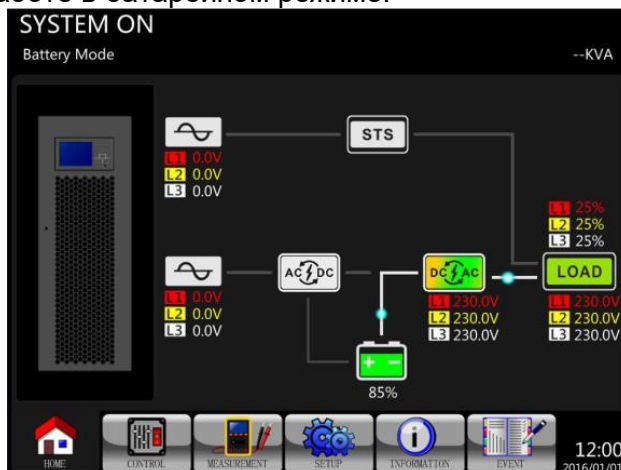 батарейном режиме.
SYSTEM ON
Battery Mode
--KVA
STS
L1 0.0V
L2 0.0V
L3 0.0V
L1 25%
L2 25%
L3 25%
AC DC
DC AC
LOAD
L1 0.0V
L2 0.0V
L3 0.0V
L1 230.0V
L2 230.0V
L3 230.0V
L1 230.0V
L2 230.0V
L3 230.0V
+ -
85%
HOME
CONTROL
MEASUREMENT
SETUP
i
INFORMATION
EVENT
12:00